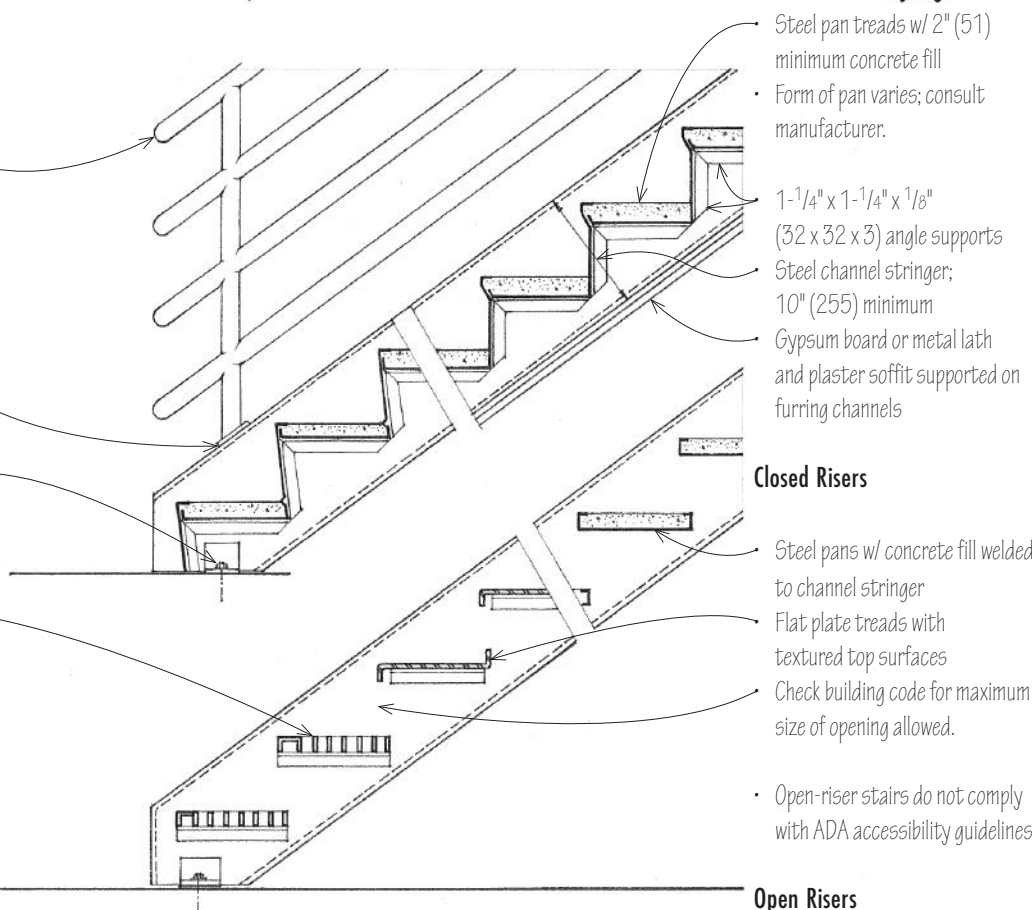 • Steel pan treads w/ 2" (51)
minimum concrete fill
• Form of pan varies; consult
manufacturer.
• 1-1/4" x 1-1/4" x 1/8"
(32 x 32 x 3) angle supports
• Steel channel stringer;
10" (255) minimum
• Gypsum board or metal lath
and plaster soffit supported on
furring channels
Closed Risers
• Steel pans w/ concrete fill welded
to channel stringer
• Flat plate treads with
textured top surfaces
• Check building code for maximum
size of opening allowed.
• Open-riser stairs do not comply
with ADA accessibility guidelines
Open Risers